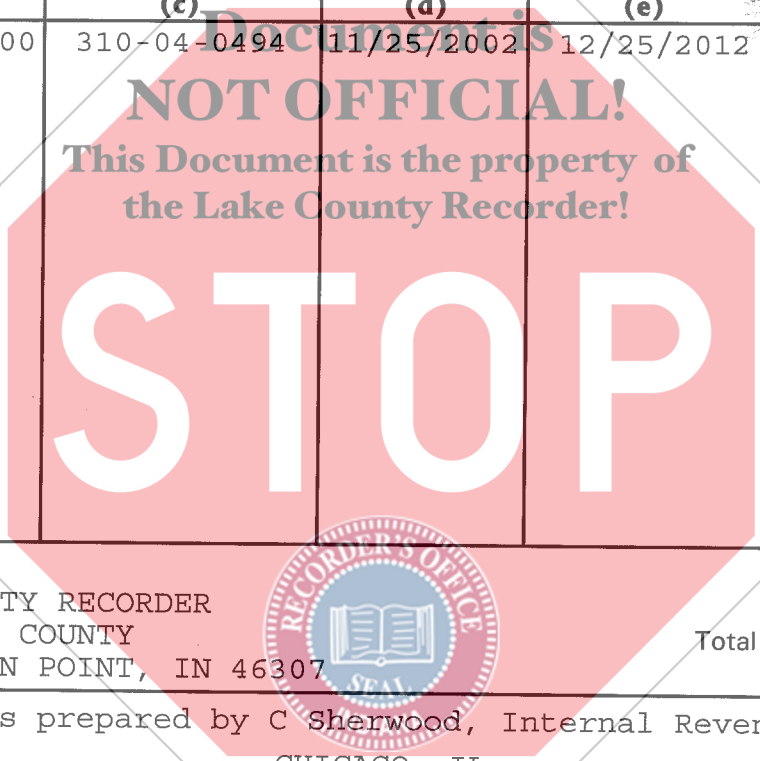 (c) (d) (e)
00 310-04-0494 11/25/2002 12/25/2012
Document is
NOT OFFICIAL!
This Document is the property of
the Lake County Recorder!
STOP
RECORDER'S OFFICE
SEAL
TY RECORDER
COUNTY
Total
N POINT, IN 46307
s prepared by C Sherwood, Internal Rever